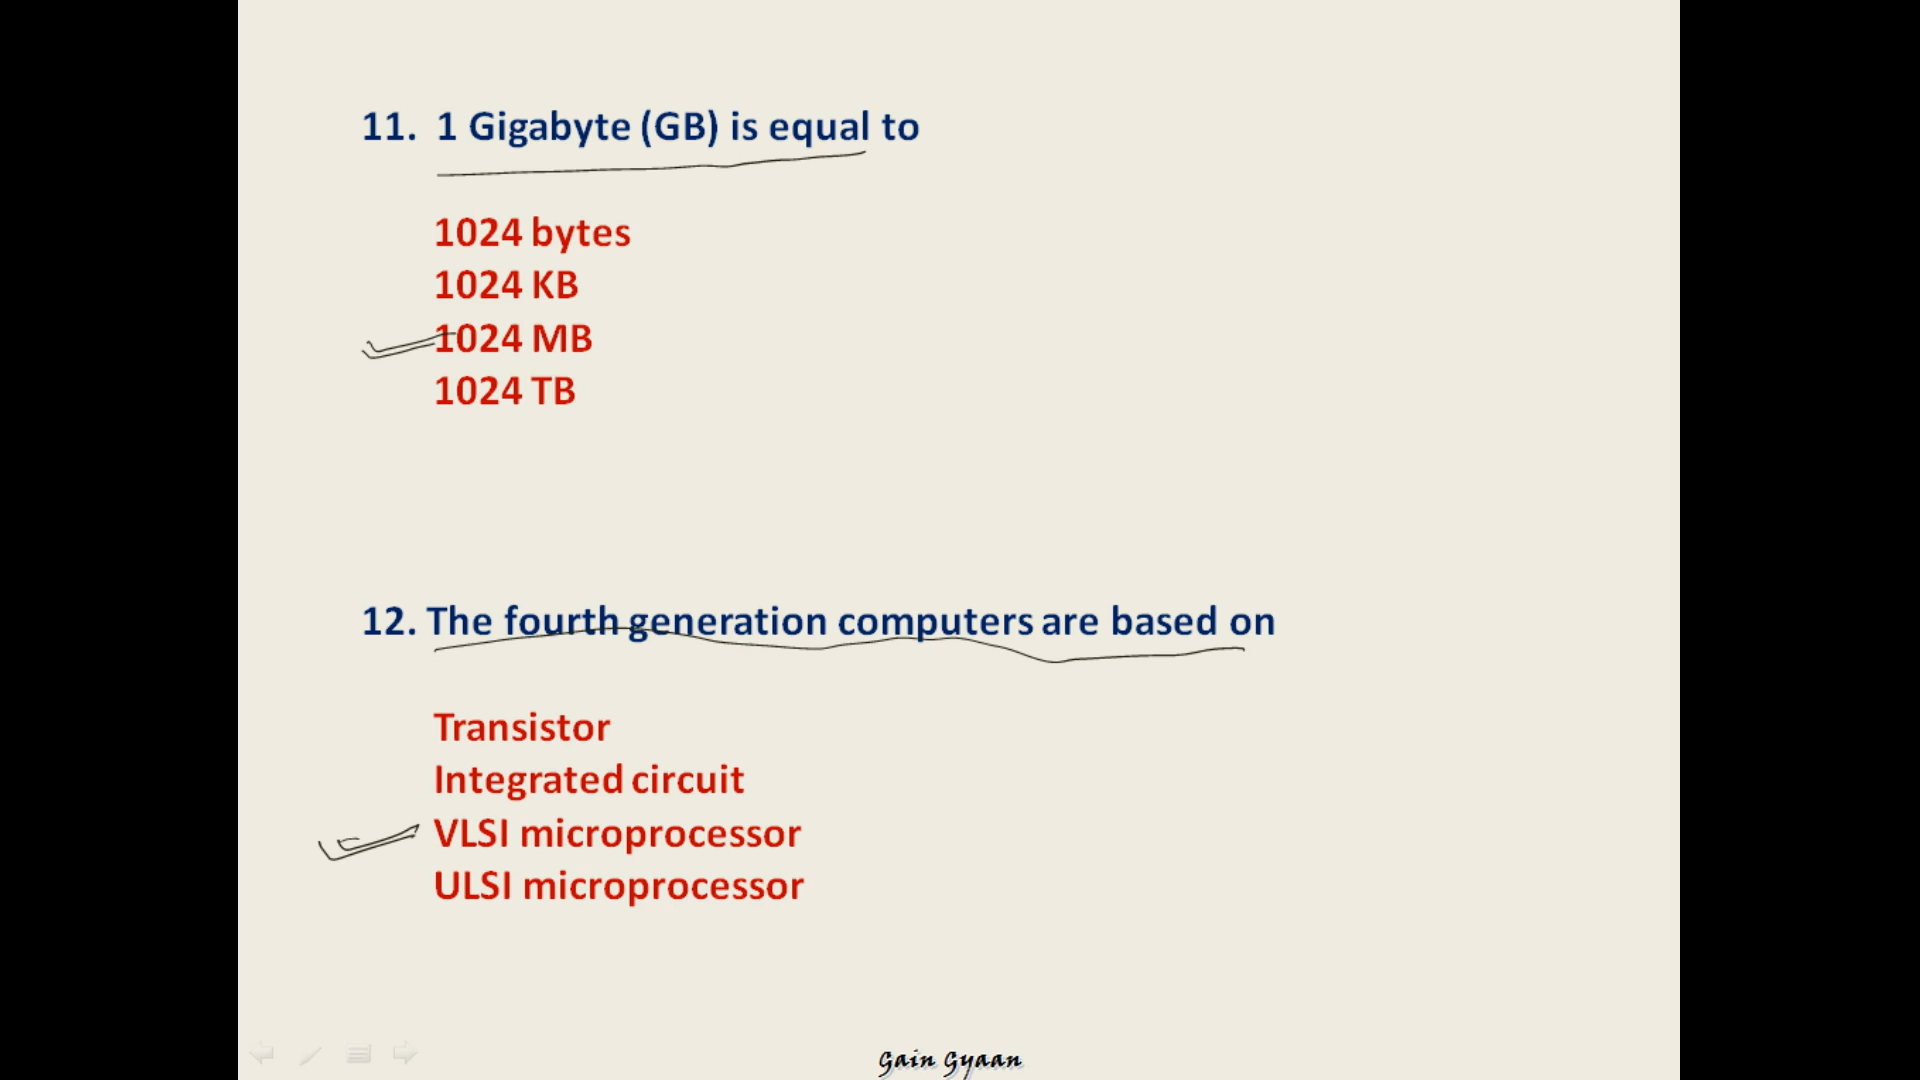 11. 1 Gigabyte (GB) is equal to
1024 bytes
1024 KB
1024 MB
1024 TB
12. The fourth generation computers are based on
Transistor
Integrated circuit
VLSI microprocessor
ULSI microprocessor
Gain Gyaan